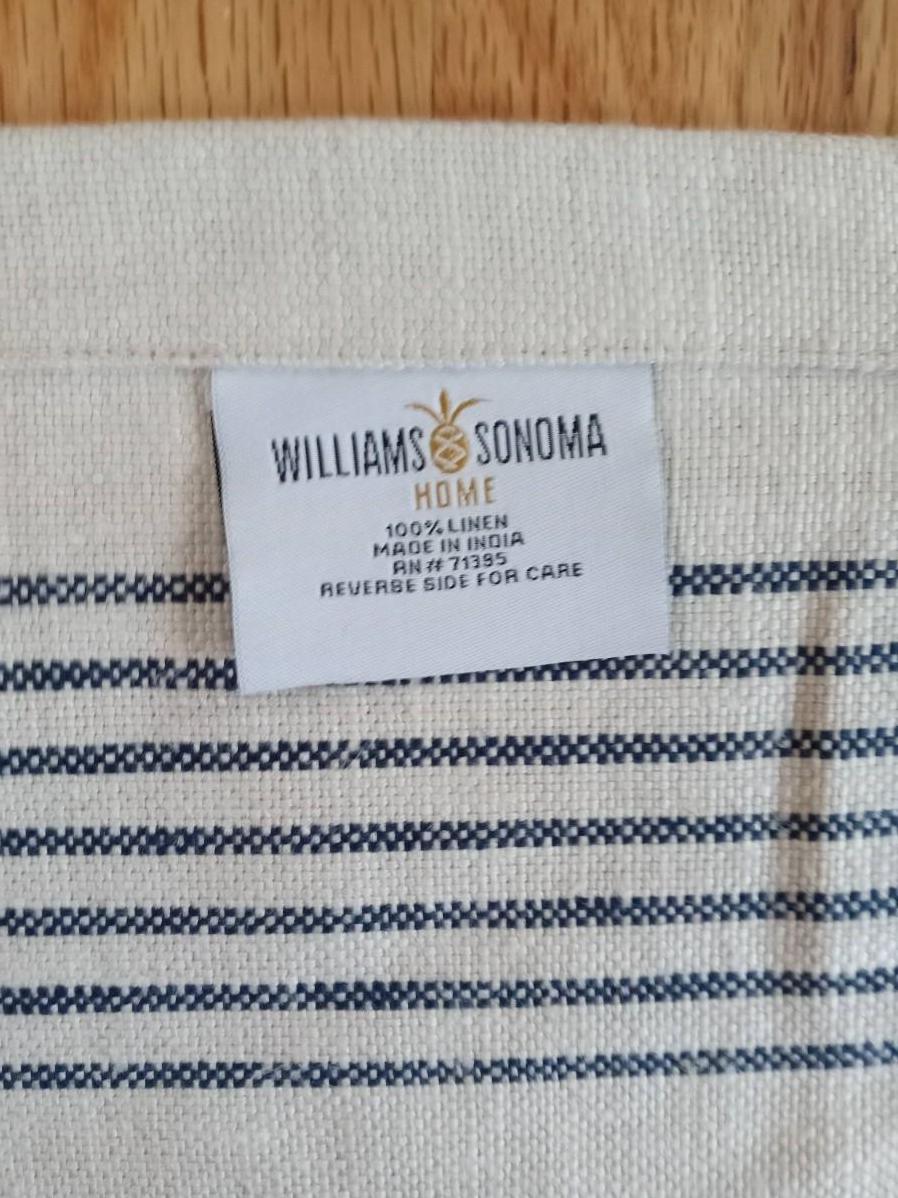 WILLIAMS SONOMA
HOME
100% LINEN
MADE IN INDIA
RN# 71395
REVERSE SIDE FOR CARE